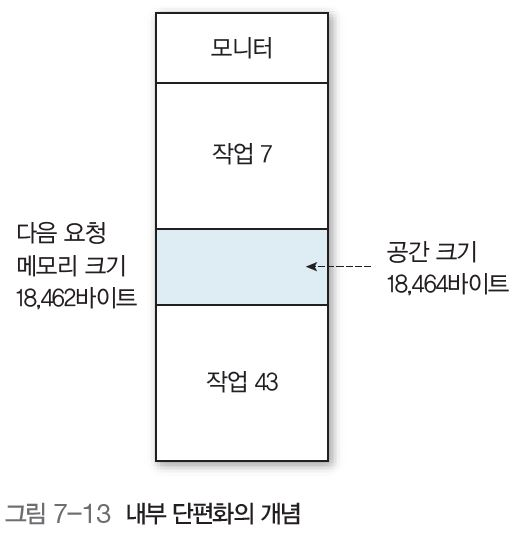 모니터
작업 7
다음 요청
메모리 크기
18,462바이트
공간 크기
18,464바이트
작업 43
그림 7-13 내부 단편화의 개념